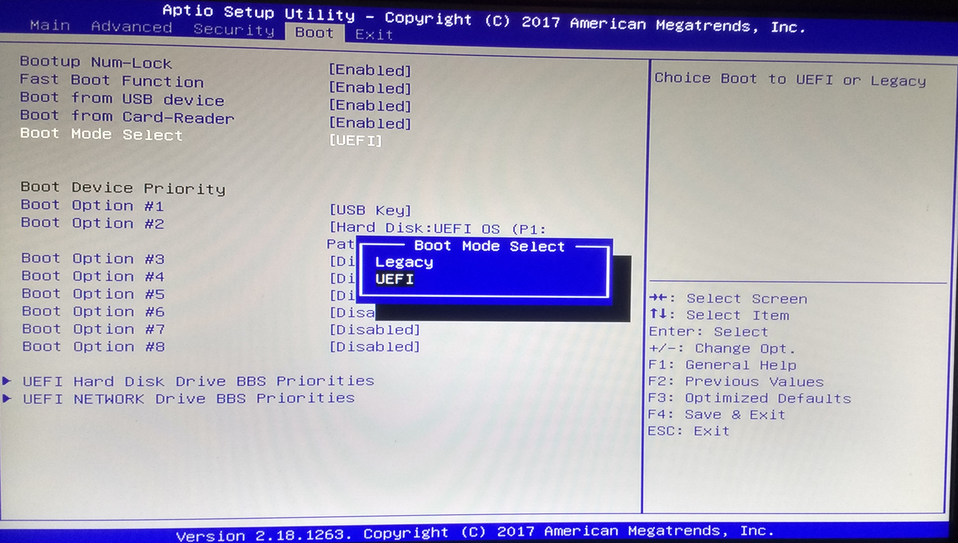 Aptio Setup Utility – Copyright (C) 2017 American Megatrends, Inc.
Main Advanced Security Boot Exit
Bootup Num-Lock [Enabled]
Fast Boot Function [Enabled]
Boot from USB device [Enabled]
Boot from Card-Reader [Enabled]
Boot Mode Select [UEFI]
Boot Device Priority
Boot Option #1 [USB Key]
Boot Option #2 [Hard Disk:UEFI OS (P1:
Pat
Boot Option #3 [Di
Boot Option #4 [Di
Boot Option #5 [Di
Boot Option #6 [Disa
Boot Option #7 [Disabled]
Boot Option #8 [Disabled]
▶ UEFI Hard Disk Drive BBS Priorities
▶ UEFI NETWORK Drive BBS Priorities
Boot Mode Select
Legacy
UEFI
Choice Boot to UEFI or Legacy
→←: Select Screen
↑↓: Select Item
Enter: Select
+/-: Change Opt.
F1: General Help
F2: Previous Values
F3: Optimized Defaults
F4: Save & Exit
ESC: Exit
Version 2.18.1263. Copyright (C) 2017 American Megatrends, Inc.